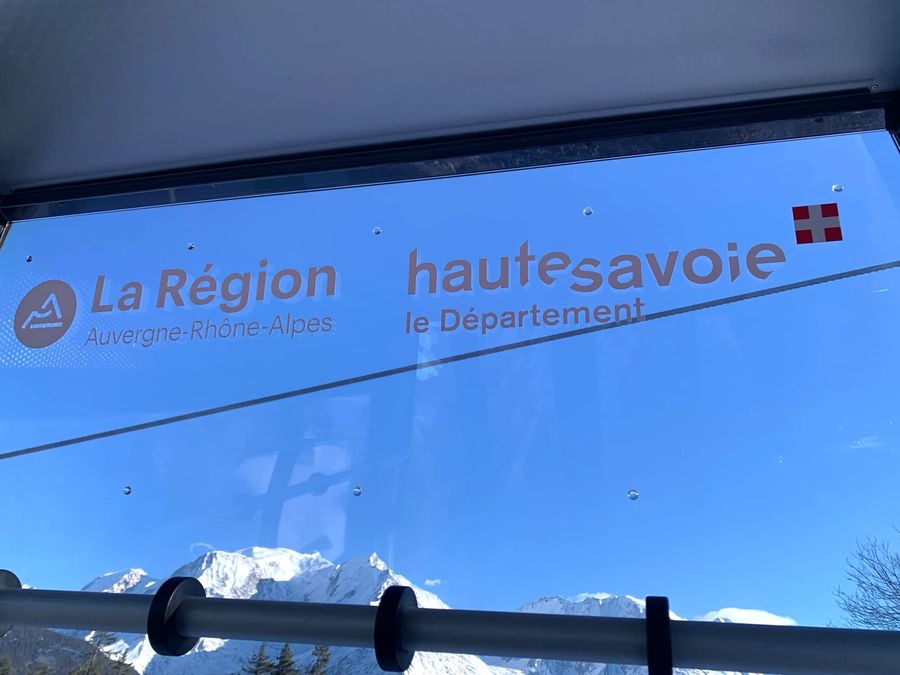 La Région
Auvergne-Rhône-Alpes
hautesavoie
le Département